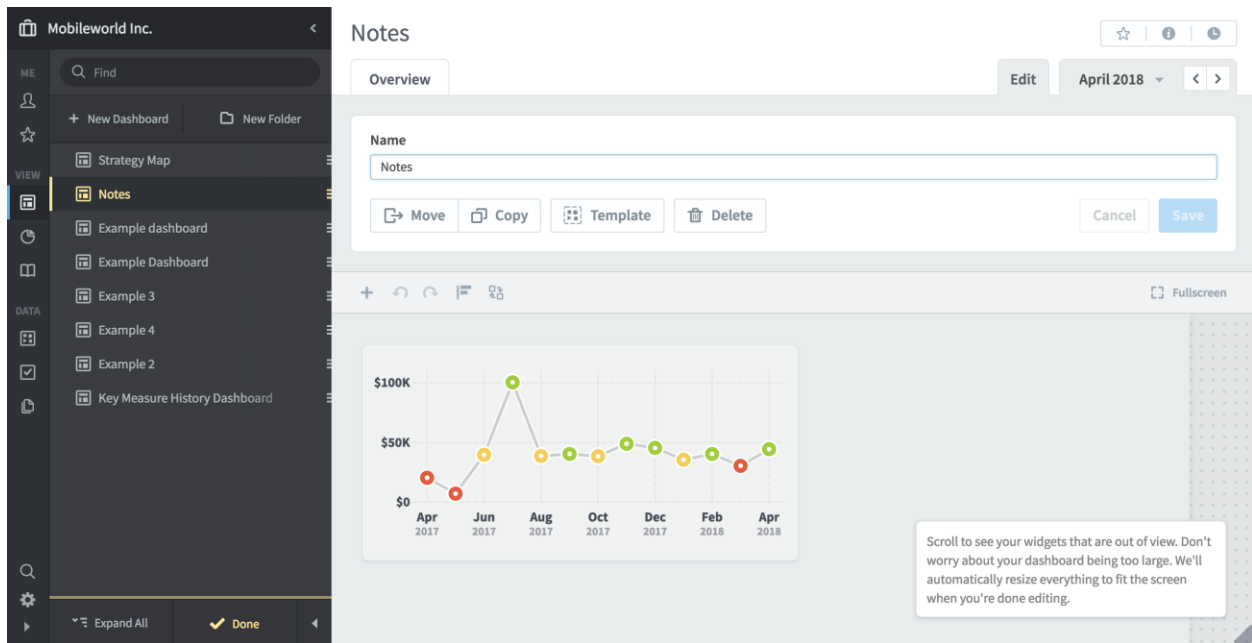 Mobileworld Inc.
ME
Find
+ New Dashboard
New Folder
VIEW
Strategy Map
Notes
Example dashboard
Example Dashboard
Example 3
DATA
Example 4
Example 2
Key Measure History Dashboard
Expand All
Done
Notes
Overview
Edit
April 2018
Name
Notes
Move
Copy
Template
Delete
Cancel
Save
Fullscreen
$100K
$50K
$0
Apr Jun Aug Oct Dec Feb Apr
2017 2017 2017 2017 2017 2018 2018
Scroll to see your widgets that are out of view. Don't
worry about your dashboard being too large. We'll
automatically resize everything to fit the screen
when you're done editing.